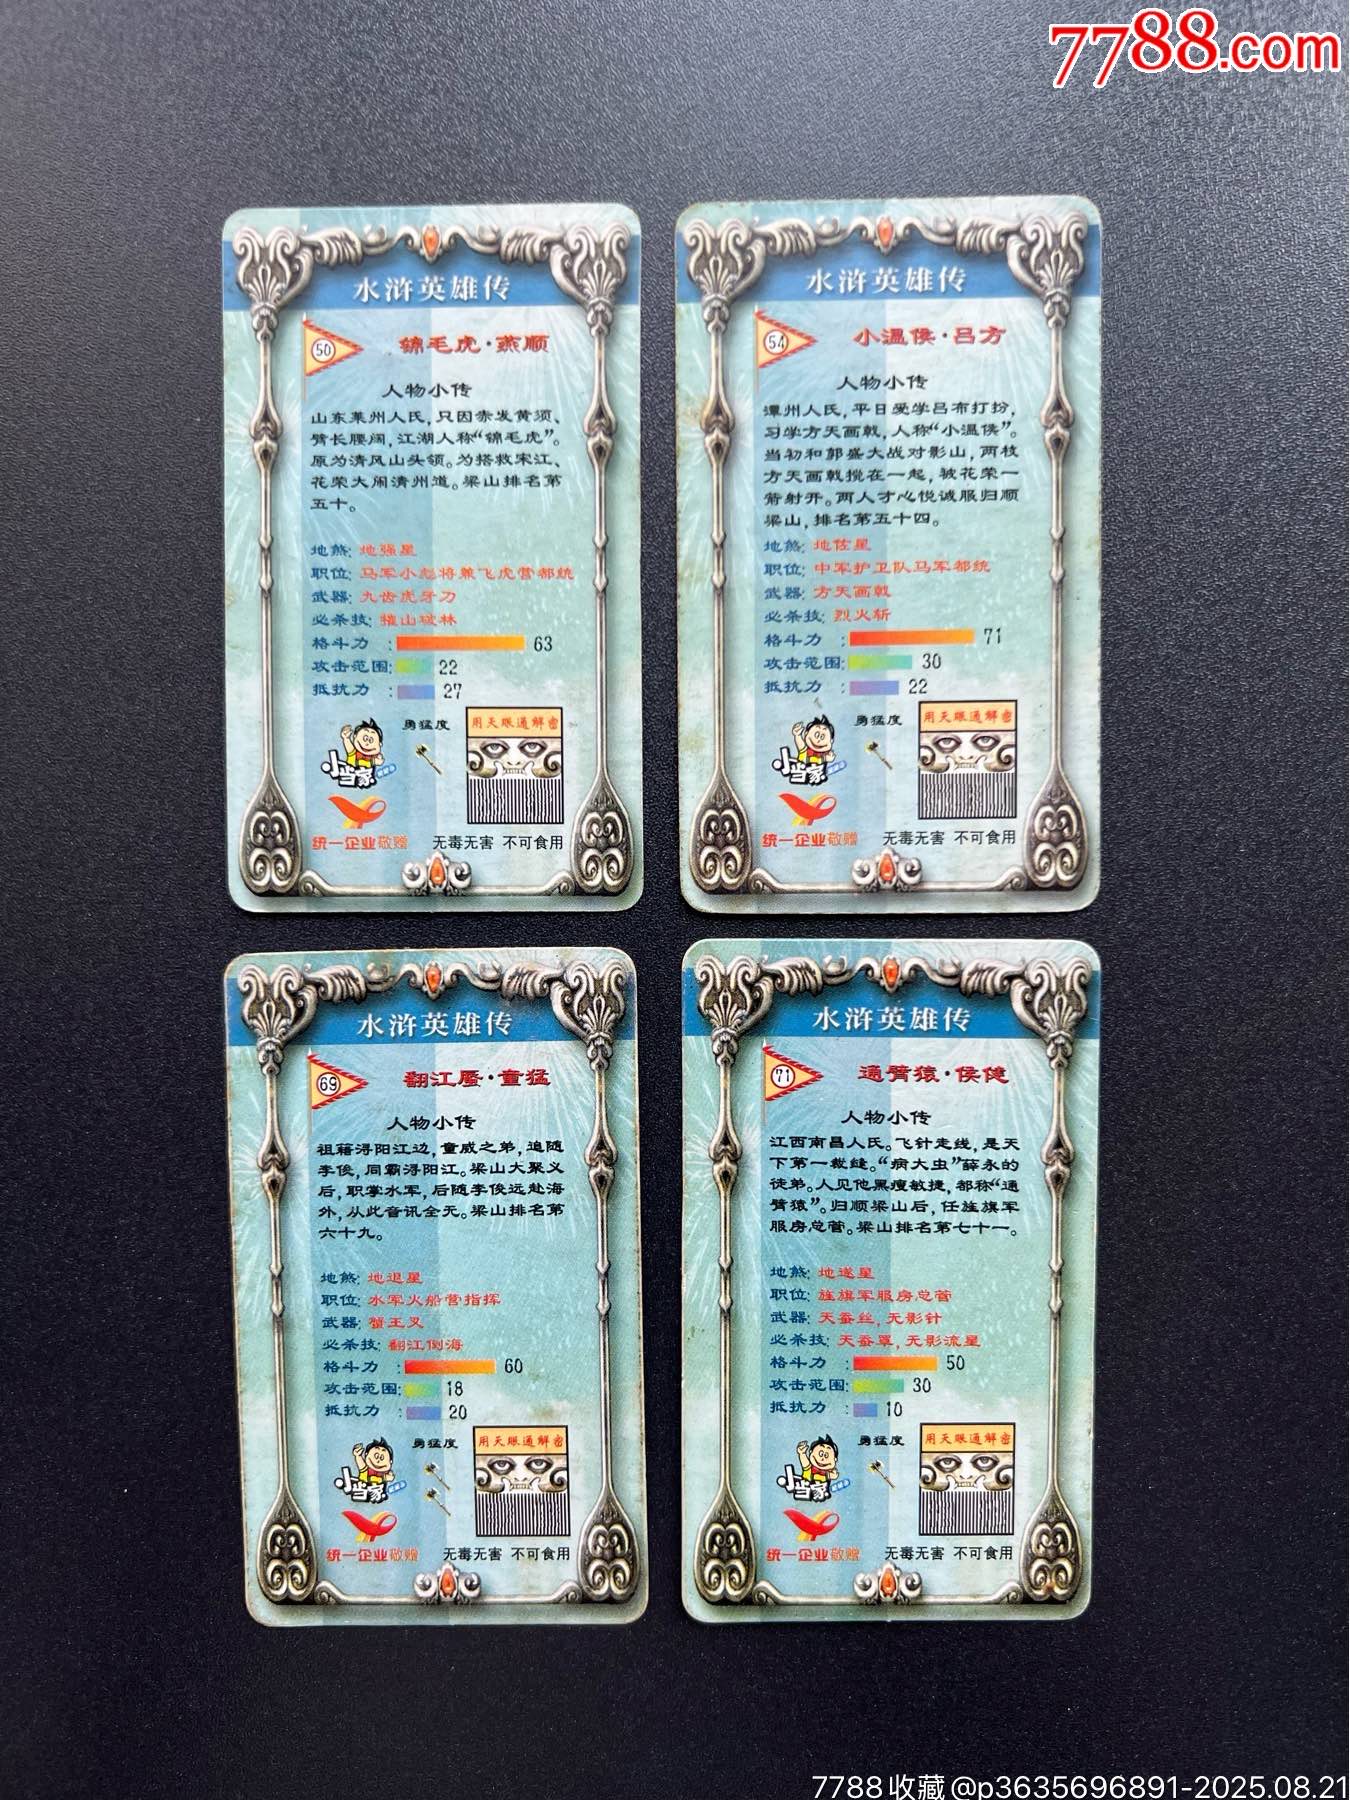 7788.com
水浒英雄传
50
锦毛虎·燕顺
人物小传
山东莱州人氏,只因赤发黄须、
臂长腰阔,江湖人称“锦毛虎”。
原为清风山头领。为搭救宋江、
花荣大闹清州道。梁山排名第
五十。
地煞:地强星
职位:马军小彪将兼飞虎营都统
武器:九齿虎牙刀
必杀技:摧山破林
格斗力:63
攻击范围:22
抵抗力:27
小当家
勇猛度
用天眼通解密
统一企业敬赠
无毒无害 不可食用
水浒英雄传
54
小温侯·吕方
人物小传
潭州人氏,平日爱学吕布打扮,
习学方天画戟,人称“小温侯”。
当初和郭盛大战对影山,两枝
方天画戟搅在一起,被花荣一
箭射开。两人才心悦诚服归顺
梁山,排名第五十四。
地煞:地佐星
职位:中军护卫队马军都统
武器:方天画戟
必杀技:烈火斩
格斗力:71
攻击范围:30
抵抗力:22
小当家
勇猛度
用天眼通解密
统一企业敬赠
无毒无害 不可食用
水浒英雄传
69
翻江蜃·童猛
人物小传
祖籍浔阳江边,童威之弟,追随
李俊,同霸浔阳江。梁山大聚义
后,职掌水军,后随李俊远赴海
外,从此音讯全无。梁山排名第
六十九。
地煞:地退星
职位:水军火船营指挥
武器:蟹王叉
必杀技:翻江倒海
格斗力:60
攻击范围:18
抵抗力:20
小当家
勇猛度
用天眼通解密
统一企业敬赠
无毒无害 不可食用
水浒英雄传
71
通臂猿·侯健
人物小传
江西南昌人氏。飞针走线,是天
下第一裁缝。“病大虫”薛永的
徒弟。人见他黑瘦敏捷,都称“通
臂猿”。归顺梁山后,任旌旗军
服房总管。梁山排名第七十一。
地煞:地遂星
职位:旌旗军服房总管
武器:天蚕丝,无影针
必杀技:天蚕罩,无影流星
格斗力:50
攻击范围:30
抵抗力:10
小当家
勇猛度
用天眼通解密
统一企业敬赠
无毒无害 不可食用
7788收藏@p3635696891-2025.08.21